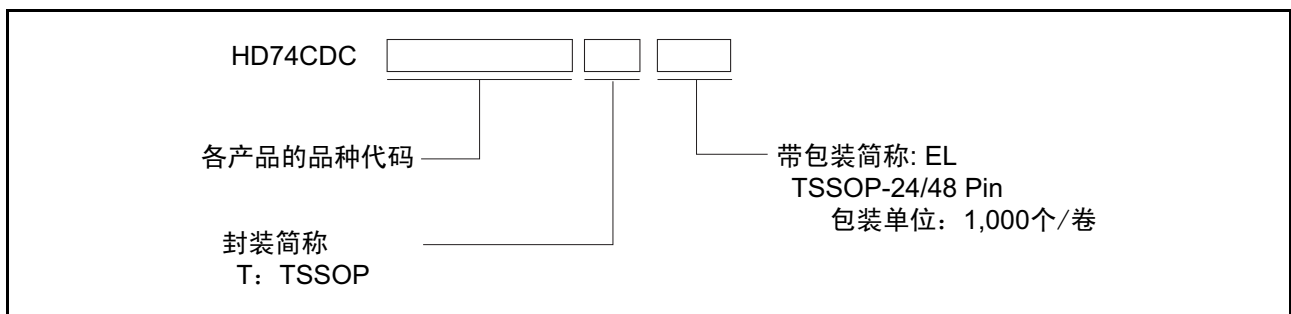 HD74CDC
各产品的品种代码
带包装简称: EL
TSSOP-24/48 Pin
包装单位：1,000个/卷
封装简称
T：TSSOP